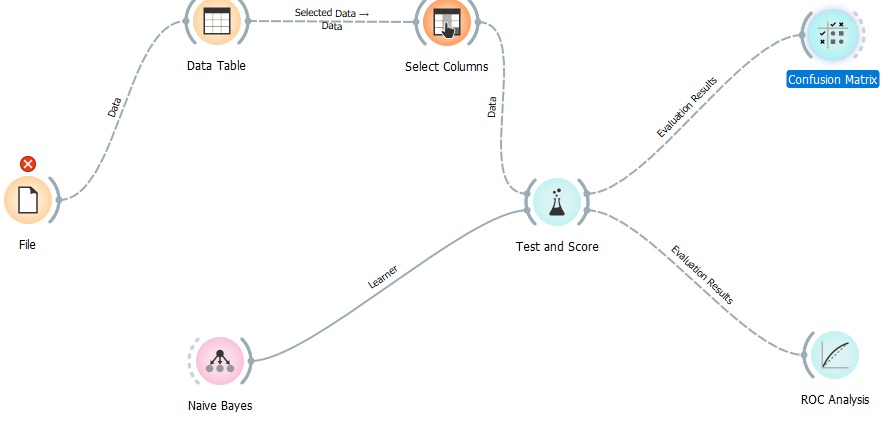 Selected Data →
Data
Data Table
Select Columns
Confusion Matrix
Data
Data
Evaluation Results
File
Test and Score
Learner
Evaluation Results
Naive Bayes
ROC Analysis